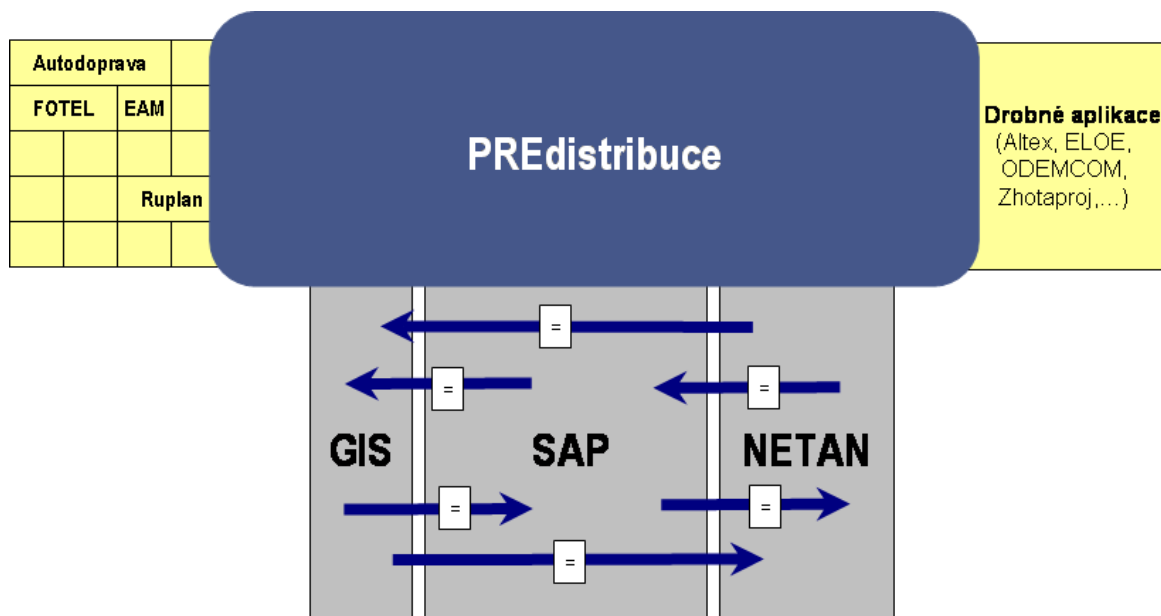 Autodoprava
FOTEL EAM
Ruplan
PREdistribuce
Drobné aplikace
(Altex, ELOE,
ODEMCOM,
Zhotaproj,...)
=
= =
GIS SAP NETAN
= =
=